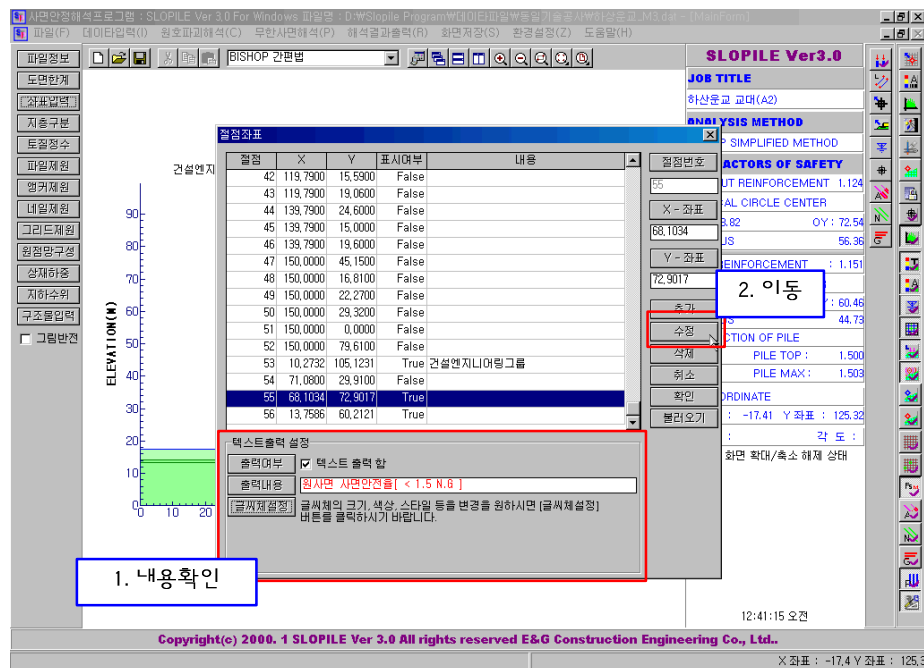 사면안정해석프로그램 : SLOPILE Ver 3,0 For Windows 파일명 : D:₩Slopile Program₩데이타파일₩동일기술공사₩하산운교_M3.dat - [Mainform]
파일(F) 데이타입력(I) 원호파괴해석(C) 무한사면해석(P) 해석결과출력(R) 화면저장(S) 환경설정(Z) 도움말(H)
파일정보
도면한계
좌표입력
지층구분
토질정수
파일제원
앵커제원
네일제원
그리드제원
원점망구성
상재하중
지하수위
구조물입력
그림반전
BISHOP 간편법
건설엔지
ELEVATION(M)
90
80
70
60
50
40
30
20
10
0
0 10 20
절점좌표
절점 X Y 표시여부 내용
42 119,7900 15,5900 False
43 119,7900 19,0600 False
44 139,7900 24,6000 False
45 139,7900 15,0000 False
46 139,7900 19,6000 False
47 150,0000 45,1500 False
48 150,0000 16,8100 False
49 150,0000 22,2700 False
50 150,0000 29,3200 False
51 150,0000 0,0000 False
52 150,0000 79,6100 False
53 10,2732 105,1231 True 건설엔지니어링그룹
54 71,0800 29,9100 False
55 68,1034 72,9017 True
56 13,7586 60,2121 True
절점번호
55
X - 좌표
68,1034
Y - 좌표
72,9017
추가
수정
삭제
취소
확인
불러오기
텍스트출력 설정
출력여부 텍스트 출력 함
출력내용 원사면 사면안전율[ < 1.5 N.G ]
글씨체설정 글씨체의 크기, 색상, 스타일 등을 변경을 원하시면 [글씨체설정]
버튼를 클릭하시기 바랍니다.
1. 내용확인
2. 이동
SLOPILE Ver3.0
JOB TITLE
하산운교 교대(A2)
ANALYSIS METHOD
P SIMPLIFIED METHOD
ACTORS OF SAFETY
UT REINFORCEMENT 1.124
AL CIRCLE CENTER
3.82 OY : 72.54
US 56.36
REINFORCEMENT : 1.151
: 60.46
44.73
CTION OF PILE
PILE TOP : 1.500
PILE MAX : 1.503
ORDINATE
: -17.41 Y 좌표 : 125.32
: 각 도 :
화면 확대/축소 해제 상태
12:41:15 오전
Copyright(c) 2000. 1 SLOPILE Ver 3.0 All rights reserved E&G Construction Engineering Co., Ltd..
X 좌표 : -17,4 Y 좌표 : 125,3